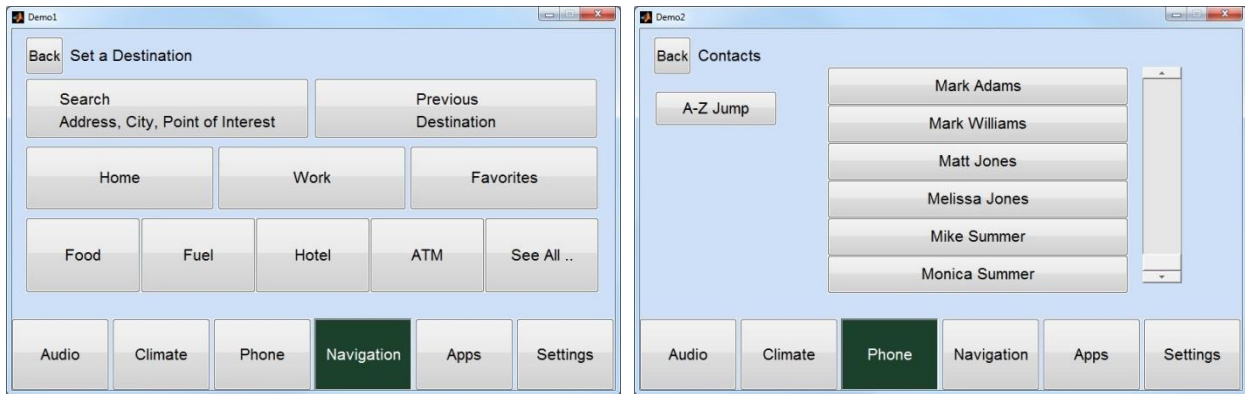 Demo1
Back Set a Destination
Search
Address, City, Point of Interest
Previous
Destination
Home Work Favorites
Food Fuel Hotel ATM See All ..
Audio Climate Phone Navigation Apps Settings
Demo2
Back Contacts
A-Z Jump
Mark Adams
Mark Williams
Matt Jones
Melissa Jones
Mike Summer
Monica Summer
Audio Climate Phone Navigation Apps Settings